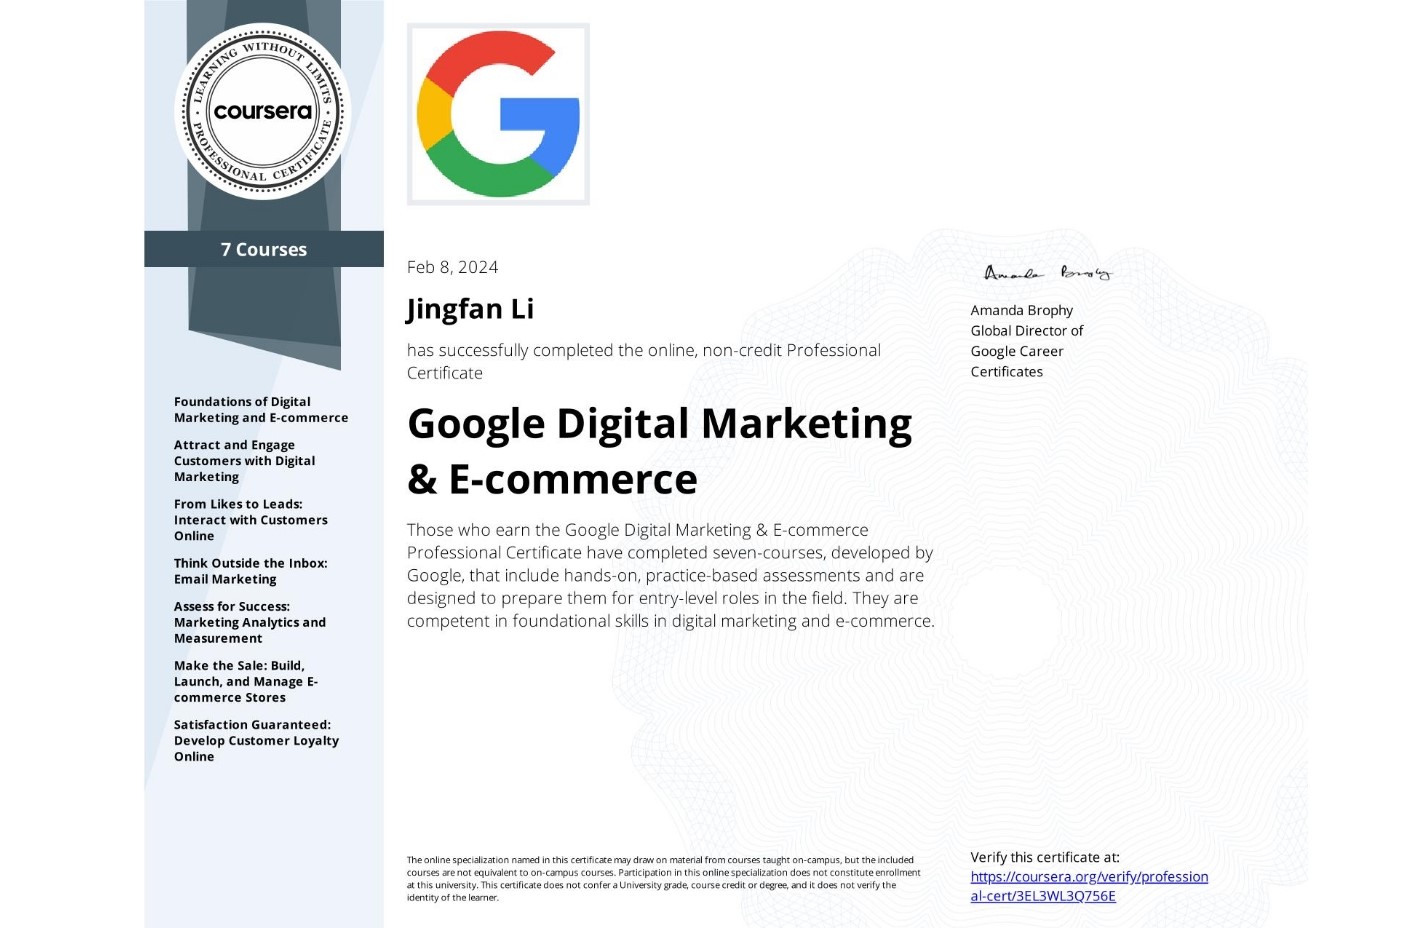 LEARNING WITHOUT LIMITS
coursera
PROFESSIONAL CERTIFICATE
7 Courses
Foundations of Digital
Marketing and E-commerce
Attract and Engage
Customers with Digital
Marketing
From Likes to Leads:
Interact with Customers
Online
Think Outside the Inbox:
Email Marketing
Assess for Success:
Marketing Analytics and
Measurement
Make the Sale: Build,
Launch, and Manage E-
commerce Stores
Satisfaction Guaranteed:
Develop Customer Loyalty
Online
G
Feb 8, 2024
Jingfan Li
has successfully completed the online, non-credit Professional
Certificate
Google Digital Marketing
& E-commerce
Those who earn the Google Digital Marketing & E-commerce
Professional Certificate have completed seven-courses, developed by
Google, that include hands-on, practice-based assessments and are
designed to prepare them for entry-level roles in the field. They are
competent in foundational skills in digital marketing and e-commerce.
Amanda Brophy
Amanda Brophy
Global Director of
Google Career
Certificates
The online specialization named in this certificate may draw on material from courses taught on-campus, but the included
courses are not equivalent to on-campus courses. Participation in this online specialization does not constitute enrollment
at this university. This certificate does not confer a University grade, course credit or degree, and it does not verify the
identity of the learner.
Verify this certificate at:
https://coursera.org/verify/profession
al-cert/3EL3WL3Q756E